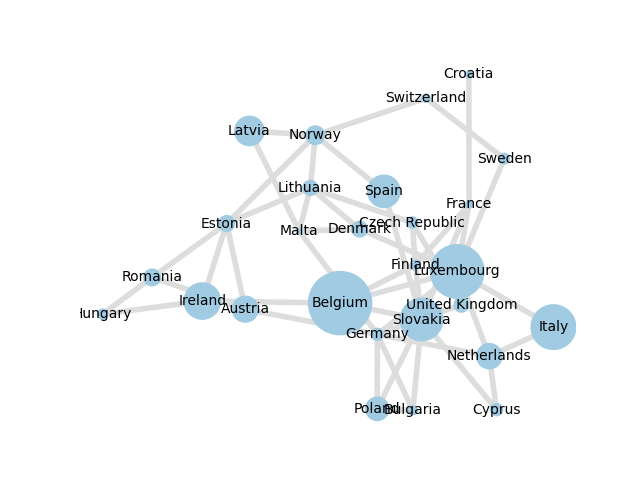 Croatia
Switzerland
Latvia
Norway
Sweden
Lithuania
Spain
France
Estonia
Czech Republic
Malta
Denmark
Finland
Luxembourg
Romania
Ireland
Belgium
United Kingdom
Hungary
Austria
Slovakia
Italy
Germany
Netherlands
Poland
Bulgaria
Cyprus